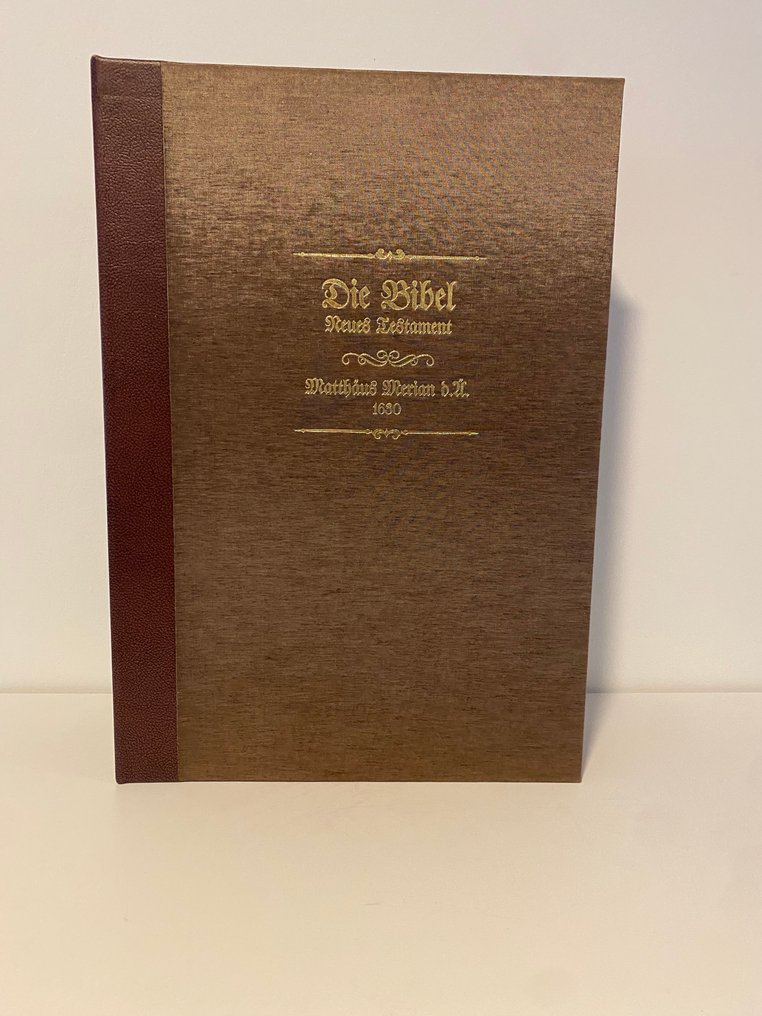 Die Bibel
Neues Testament
Matthäus Merian d.Ä.
1630